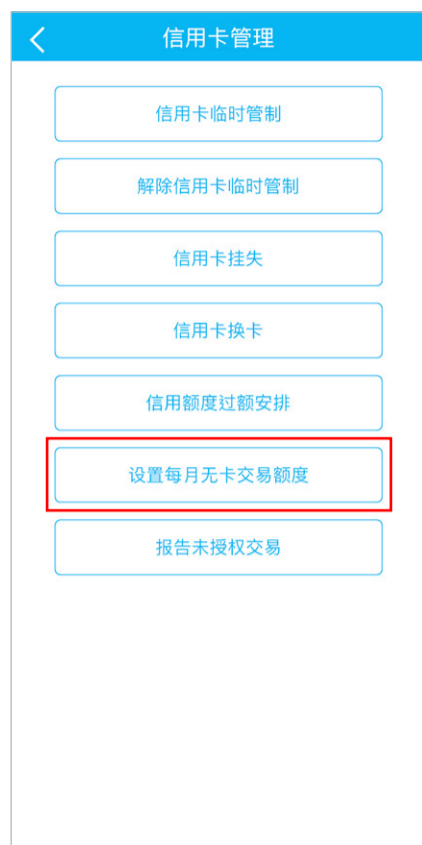 信用卡管理
信用卡临时管制
解除信用卡临时管制
信用卡挂失
信用卡换卡
信用额度过额安排
设置每月无卡交易额度
报告未授权交易